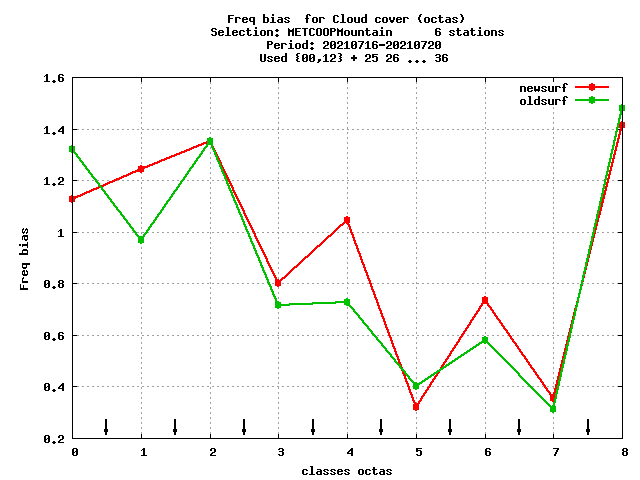 Freq bias  for Cloud cover (octas)
Selection: METCOOPMountain      6 stations
Period: 20210716-20210720
Used {00,12} + 25 26 ... 36
newsurf
oldsurf
1.6
1.4
1.2
1
0.8
0.6
0.4
0.2
Freq bias
0 1 2 3 4 5 6 7 8
classes octas